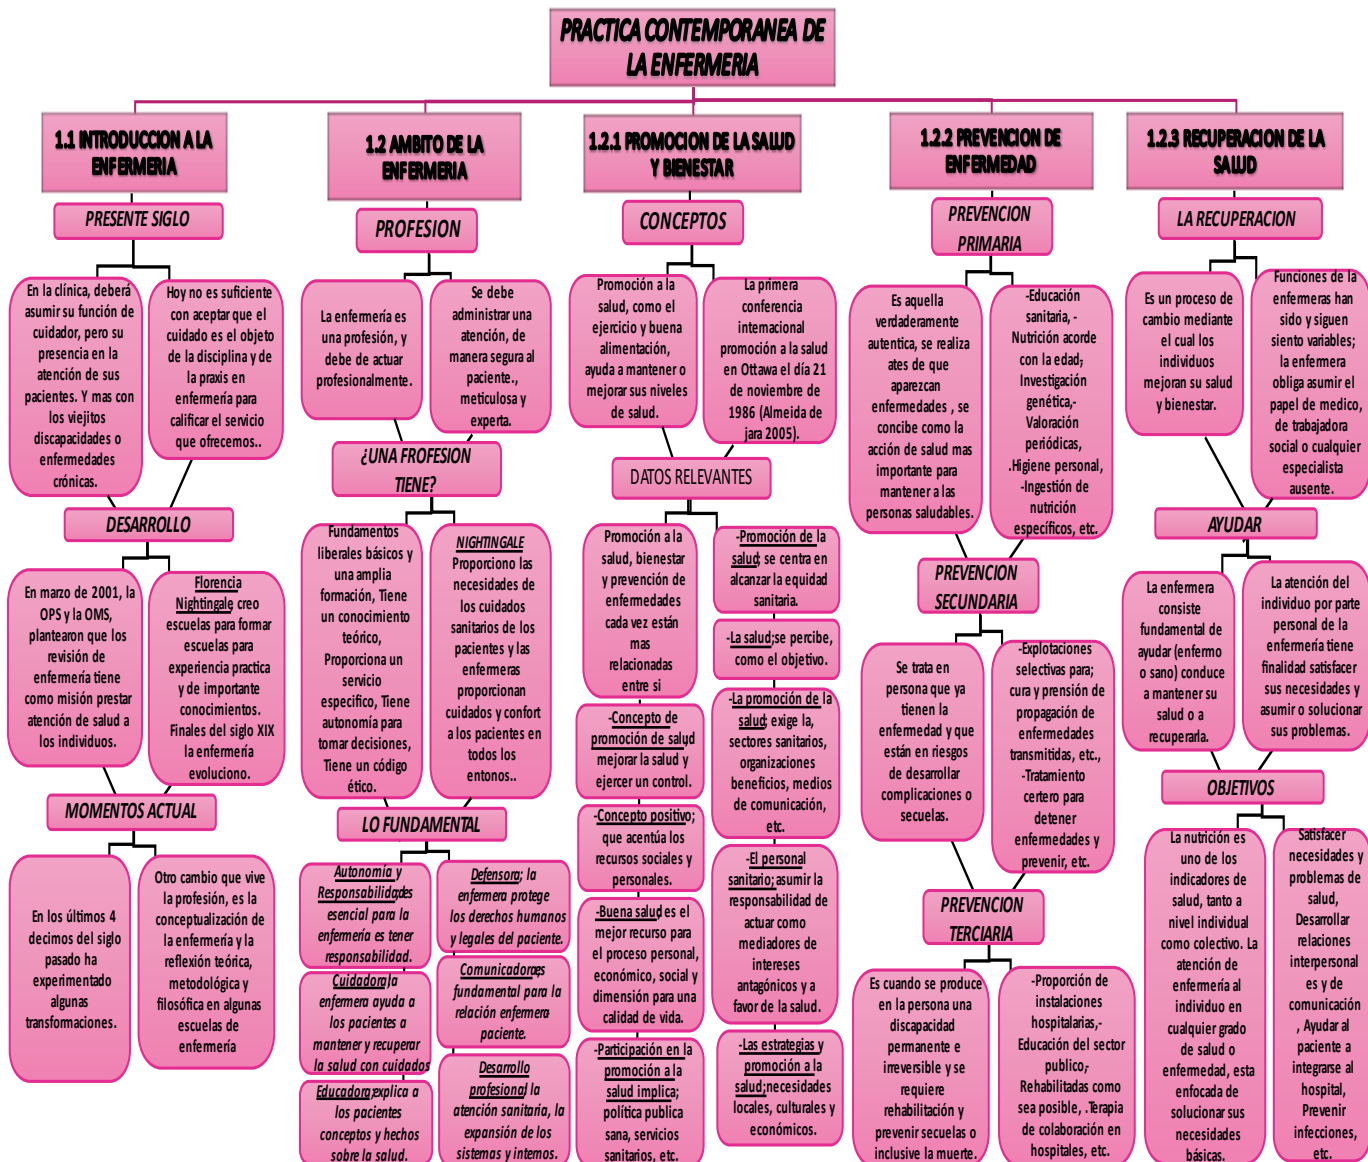 PRACTICA CONTEMPORANEA DE
LA ENFERMERIA
1.1 INTRODUCCION A LA
ENFERMERIA
PRESENTE SIGLO
En la clínica, deberá
asumir su función de
cuidador, pero su
presencia en la
atención de sus
pacientes. Y mas con
los viejitos
discapacidades o
enfermedades
crónicas.
Hoy no es suficiente
con aceptar que el
cuidado es el objeto
de la disciplina y de
la praxis en
enfermería para
calificar el servicio
que ofrecemos..
DESARROLLO
En marzo de 2001, la
OPS y la OMS,
plantearon que los
revisión de
enfermería tiene
como misión prestar
atención de salud a
los individuos.
Florencia
Nightingale, creo
escuelas para formar
escuelas para
experiencia practica
y de importante
conocimientos.
Finales del siglo XIX
la enfermería
evoluciono.
MOMENTOS ACTUAL
En los últimos 4
decimos del siglo
pasado ha
experimentado
algunas
transformaciones.
Otro cambio que vive
la profesión, es la
conceptualización de
la enfermería y la
reflexión teórica,
metodológica y
filosófica en algunas
escuelas de
enfermería
1.2 AMBITO DE LA
ENFERMERIA
PROFESION
La enfermería es
una profesión, y
debe de actuar
profesionalmente.
Se debe
administrar una
atención, de
manera segura al
paciente.,
meticulosa y
experta.
¿UNA FROFESION
TIENE?
Fundamentos
liberales básicos y
una amplia
formación, Tiene
un conocimiento
teórico,
Proporciona un
servicio
especifico, Tiene
autonomía para
tomar decisiones,
Tiene un código
ético.
NIGHTINGALE
Proporciono las
necesidades de
los cuidados
sanitarios de los
pacientes y las
enfermeras
proporcionan
cuidados y confort
a los pacientes en
todos los
entonos..
LO FUNDAMENTAL
Autonomía y
Responsabilidad;es
esencial para la
enfermería es tener
responsabilidad.
Cuidadora;la
enfermera ayuda a
los pacientes a
mantener y recuperar
la salud con cuidados
Educadora;explica a
los pacientes
conceptos y hechos
sobre la salud.
Defensora; la
enfermera protege
los derechos humanos
y legales del paciente.
Comunicadora;es
fundamental para la
relación enfermera-
paciente.
Desarrollo
profesional; la
atención sanitaria, la
expansión de los
sistemas y internos.
1.2.1 PROMOCION DE LA SALUD
Y BIENESTAR
CONCEPTOS
Promoción a la
salud, como el
ejercicio y buena
alimentación,
ayuda a mantener o
mejorar sus niveles
de salud.
La primera
conferencia
internacional
promoción a la salud
en Ottawa el día 21
de noviembre de
1986 (Almeida de
jara 2005).
DATOS RELEVANTES
Promoción a la
salud, bienestar
y prevención de
enfermedades
cada vez están
mas
relacionadas
entre si
-Concepto de
promoción de salud;
mejorar la salud y
ejercer un control.
-Concepto positivo;
que acentúa los
recursos sociales y
personales.
-Buena salud;es el
mejor recurso para
el proceso personal,
económico, social y
dimensión para una
calidad de vida.
-Participación en la
promoción a la
salud implica;
política publica
sana, servicios
sanitarios, etc.
-Promoción de la
salud; se centra en
alcanzar la equidad
sanitaria.
-La salud;se percibe,
como el objetivo.
-La promoción de la
salud; exige la,
sectores sanitarios,
organizaciones
beneficios, medios
de comunicación,
etc.
-El personal
sanitario; asumir la
responsabilidad de
actuar como
mediadores de
intereses
antagónicos y a
favor de la salud.
-Las estrategias y
promoción a la
salud;necesidades
locales, culturales y
económicos.
1.2.2 PREVENCION DE
ENFERMEDAD
PREVENCION
PRIMARIA
Es aquella
verdaderamente
autentica, se realiza
ates de que
aparezcan
enfermedades , se
concibe como la
acción de salud mas
importante para
mantener a las
personas saludables.
-Educación
sanitaria, -
Nutrición acorde
con la edad,-
Investigación
genética,-
Valoración
periódicas,
.Higiene personal,
-Ingestión de
nutrición
específicos, etc.
PREVENCION
SECUNDARIA
Se trata en
persona que ya
tienen la
enfermedad y que
están en riesgos
de desarrollar
complicaciones o
secuelas.
-Explotaciones
selectivas para;
cura y prensión de
propagación de
enfermedades
transmitidas, etc.,
-Tratamiento
certero para
detener
enfermedades y
prevenir, etc.
PREVENCION
TERCIARIA
Es cuando se produce
en la persona una
discapacidad
permanente e
irreversible y se
requiere
rehabilitación y
prevenir secuelas o
inclusive la muerte.
-Proporción de
instalaciones
hospitalarias,-
Educación del sector
publico,-
Rehabilitadas como
sea posible, .Terapia
de colaboración en
hospitales, etc.
1.2.3 RECUPERACION DE LA
SALUD
LA RECUPERACION
Es un proceso de
cambio mediante
el cual los
individuos
mejoran su salud
y bienestar.
Funciones de la
enfermeras han
sido y siguen
siento variables;
la enfermera
obliga asumir el
papel de medico,
de trabajadora
social o cualquier
especialista
ausente.
AYUDAR
La enfermera
consiste
fundamental de
ayudar (enfermo
o sano) conduce
a mantener su
salud o a
recuperarla.
La atención del
individuo por parte
personal de la
enfermería tiene
finalidad satisfacer
sus necesidades y
asumir o solucionar
sus problemas.
OBJETIVOS
La nutrición es
uno de los
indicadores de
salud, tanto a
nivel individual
como colectivo. La
atención de
enfermería al
individuo en
cualquier grado
de salud o
enfermedad, esta
enfocada de
solucionar sus
necesidades
básicas.
Satisfacer
necesidades y
problemas de
salud,
Desarrollar
relaciones
interpersonal
es y de
comunicación
, Ayudar al
paciente a
integrarse al
hospital,
Prevenir
infecciones,
etc.